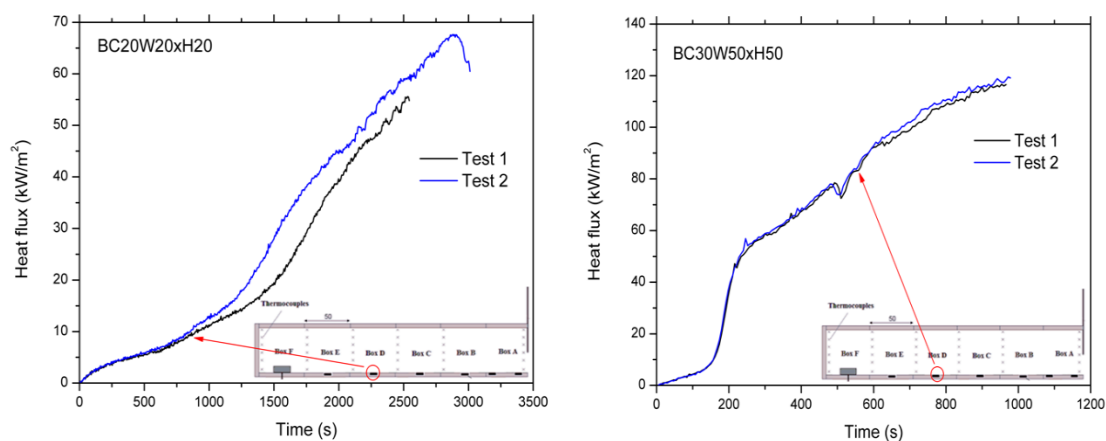 BC20W20xH20
Heat flux (kW/m²)
70
60
50
40
30
20
10
0
Test 1
Test 2
Thermocouples
50
Box F Box E Box D Box C Box B Box A
0 500 1000 1500 2000 2500 3000 3500
Time (s)
BC30W50xH50
Heat flux (kW/m²)
140
120
100
80
60
40
20
0
Test 1
Test 2
Thermocouples
50
Box F Box E Box D Box C Box B Box A
0 200 400 600 800 1000 1200
Time (s)